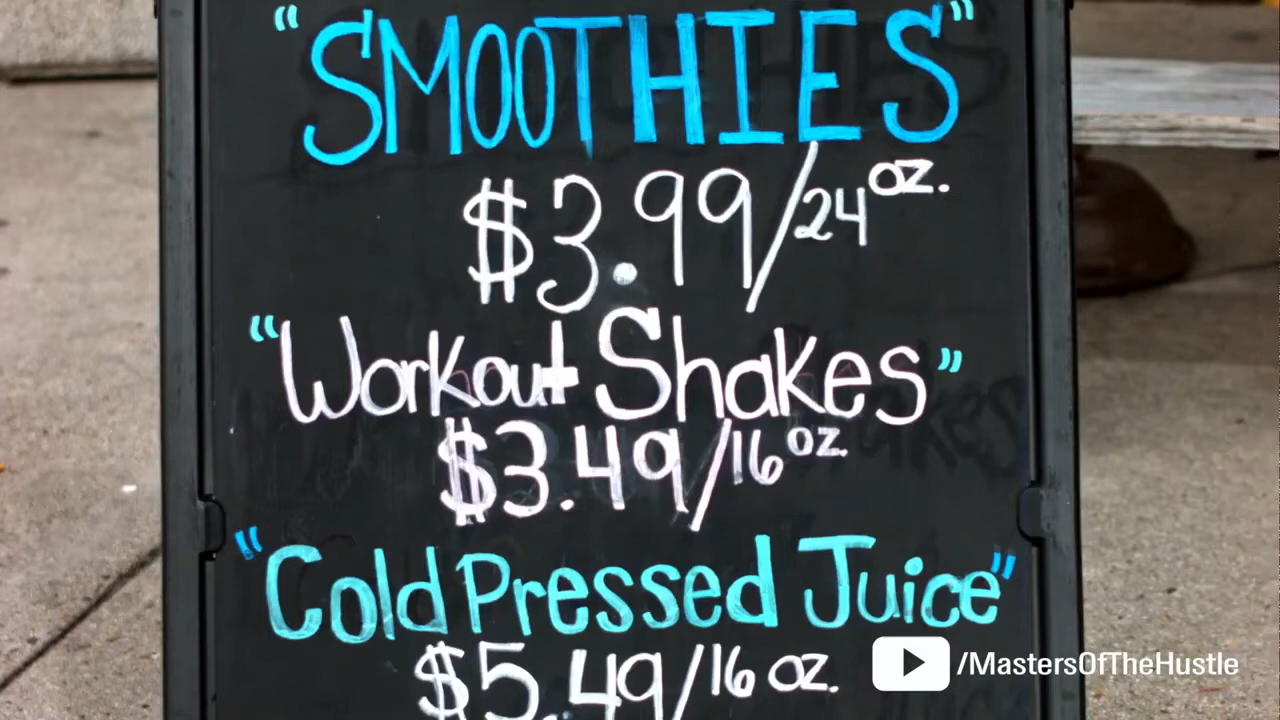 "SMOOTHIES"
$3.99/24 oz.
"Workout Shakes"
$3.49/16 oz.
"Cold Pressed Juice"
$5.49/16 oz.
/MastersOfTheHustle